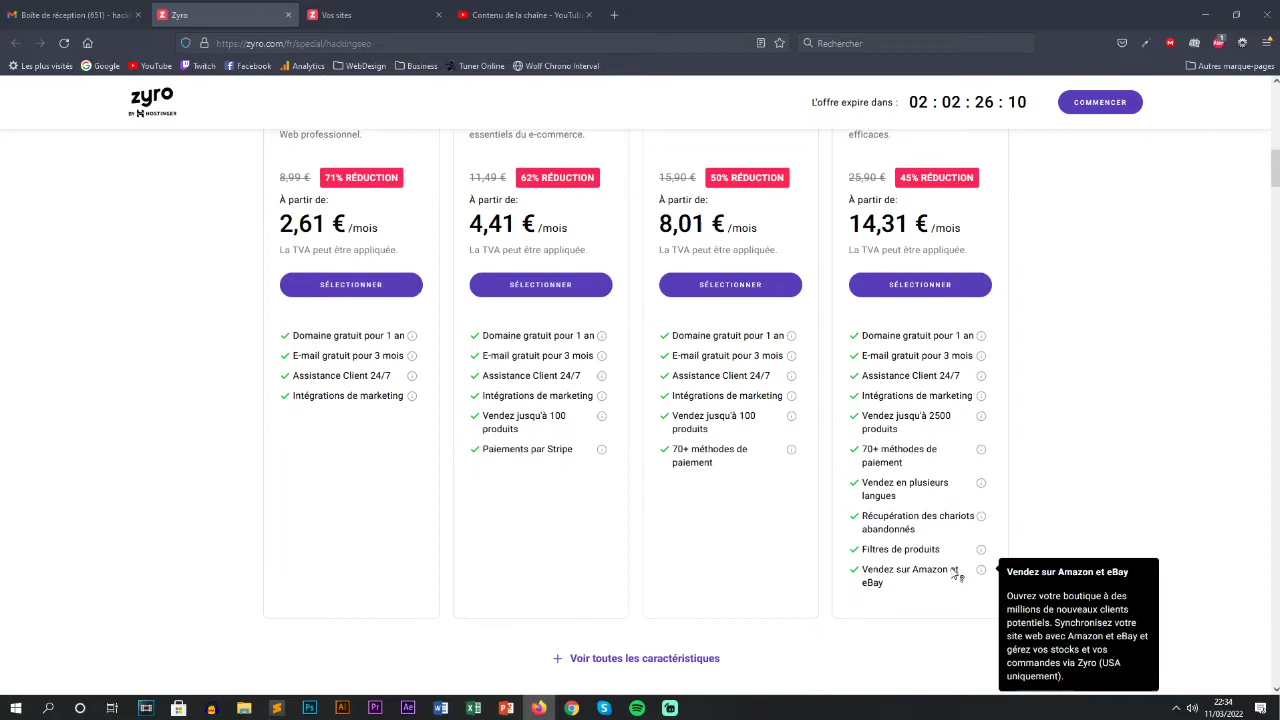 Boîte de réception (651) - hacki
Zyro
Vos sites
Contenu de la chaîne - YouTube
https://zyro.com/fr/special/hackingseo
Rechercher
Les plus visités
Google
YouTube
Twitch
Facebook
Analytics
WebDesign
Business
Tuner Online
Wolf Chrono Interval
Autres marque-pages
zyro
BY HOSTINGER
L'offre expire dans :
02 : 02 : 26 : 10
COMMENCER
Web professionnel.
8,99 €
71% RÉDUCTION
À partir de:
2,61 € /mois
La TVA peut être appliquée.
SÉLECTIONNER
Domaine gratuit pour 1 an
E-mail gratuit pour 3 mois
Assistance Client 24/7
Intégrations de marketing
essentiels du e-commerce.
11,49 €
62% RÉDUCTION
À partir de:
4,41 € /mois
La TVA peut être appliquée.
SÉLECTIONNER
Domaine gratuit pour 1 an
E-mail gratuit pour 3 mois
Assistance Client 24/7
Intégrations de marketing
Vendez jusqu'à 100
produits
Paiements par Stripe
15,90 €
50% RÉDUCTION
À partir de:
8,01 € /mois
La TVA peut être appliquée.
SÉLECTIONNER
Domaine gratuit pour 1 an
E-mail gratuit pour 3 mois
Assistance Client 24/7
Intégrations de marketing
Vendez jusqu'à 100
produits
70+ méthodes de
paiement
efficaces.
25,90 €
45% RÉDUCTION
À partir de:
14,31 € /mois
La TVA peut être appliquée.
SÉLECTIONNER
Domaine gratuit pour 1 an
E-mail gratuit pour 3 mois
Assistance Client 24/7
Intégrations de marketing
Vendez jusqu'à 2500
produits
70+ méthodes de
paiement
Vendez en plusieurs
langues
Récupération des chariots
abandonnés
Filtres de produits
Vendez sur Amazon et
eBay
Vendez sur Amazon et eBay
Ouvrez votre boutique à des
millions de nouveaux clients
potentiels. Synchronisez votre
site web avec Amazon et eBay et
gérez vos stocks et vos
commandes via Zyro (USA
uniquement).
+ Voir toutes les caractéristiques
22:34
11/03/2022